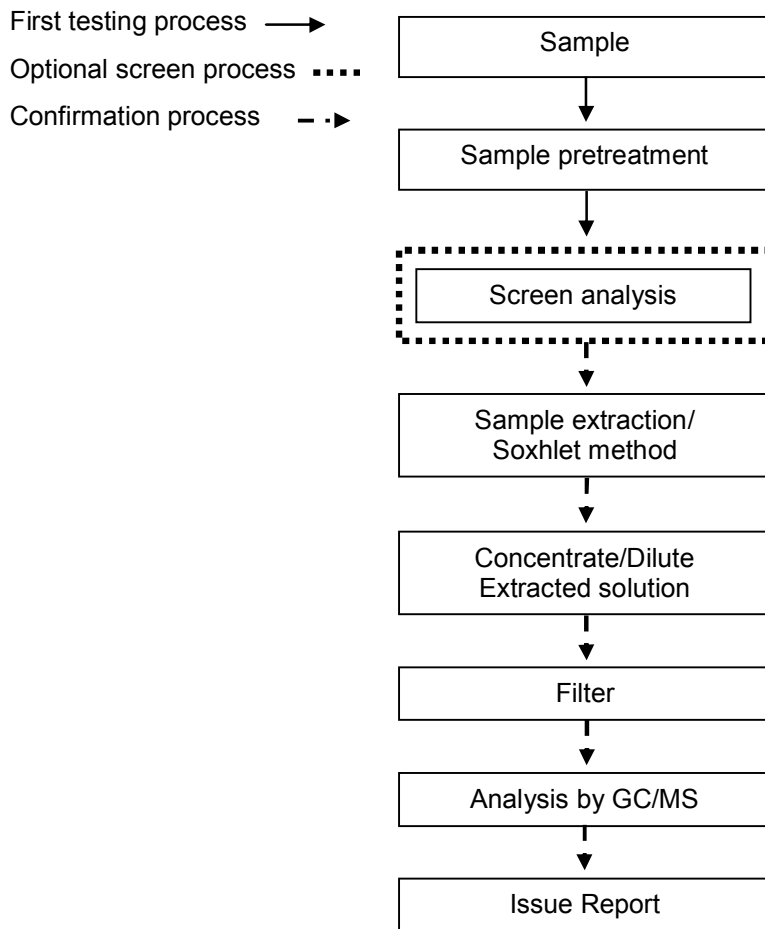 First testing process
Optional screen process
Confirmation process
Sample
Sample pretreatment
Screen analysis
Sample extraction/
Soxhlet method
Concentrate/Dilute
Extracted solution
Filter
Analysis by GC/MS
Issue Report